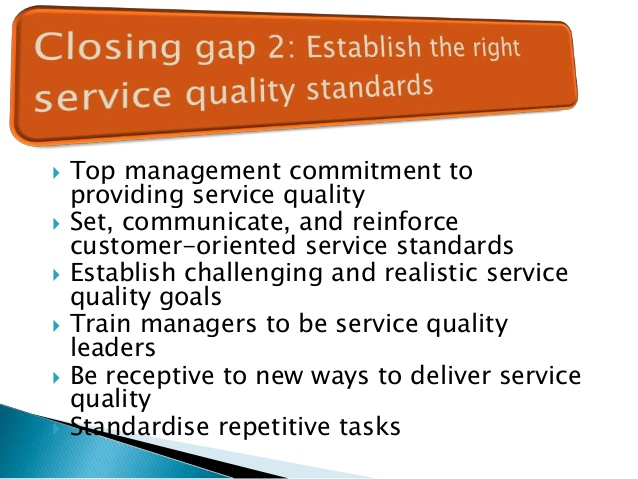 Closing gap 2: Establish the right
service quality standards
Top management commitment to
providing service quality
Set, communicate, and reinforce
customer-oriented service standards
Establish challenging and realistic service
quality goals
Train managers to be service quality
leaders
Be receptive to new ways to deliver service
quality
Standardise repetitive tasks